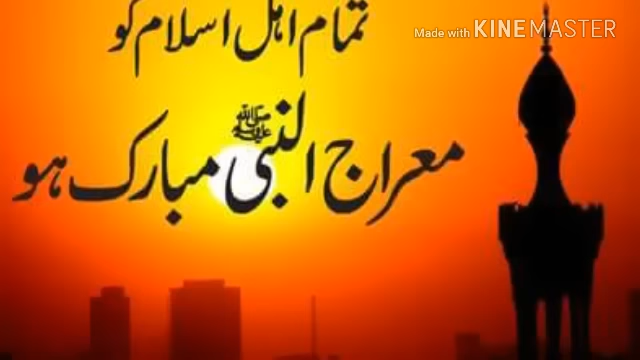 Made with KINEMASTER
تمام اہل اسلام کو
معراج النبی ﷺ مبارک ہو